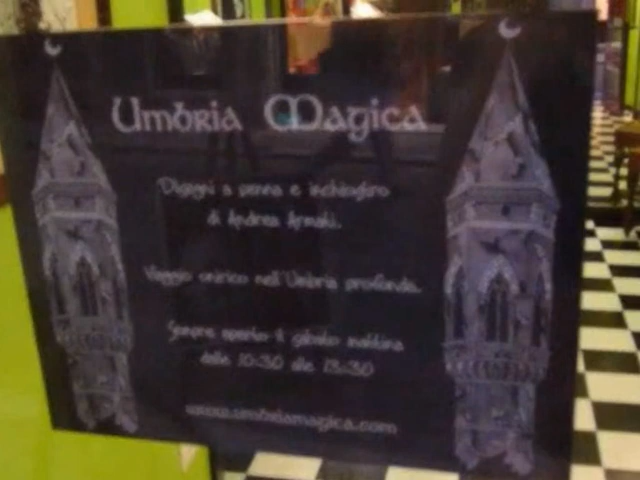 Umbria Magica
Disegni a penna e inchiostro
di Andrea
Viaggio onirico nell'Umbria profonda.
Sempre aperto il sabato mattina
dalle 10:30 alle 13:30
www.umbriamagica.com